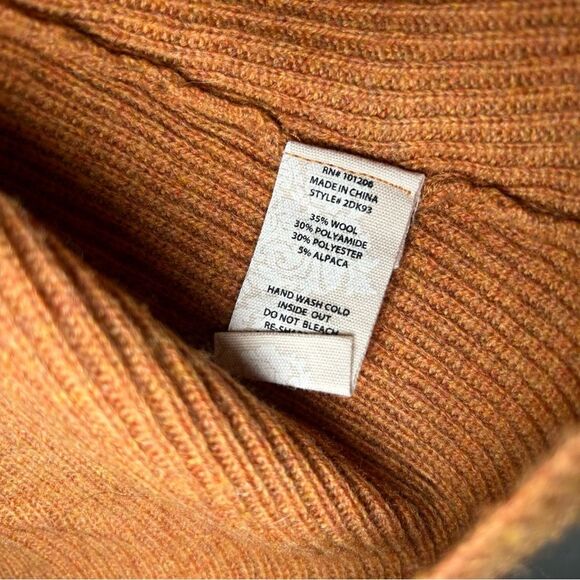 RN# 101206
MADE IN CHINA
STYLE# 2DK93
35% WOOL
30% POLYAMIDE
30% POLYESTER
5% ALPACA
HAND WASH COLD
INSIDE OUT
DO NOT BLEACH